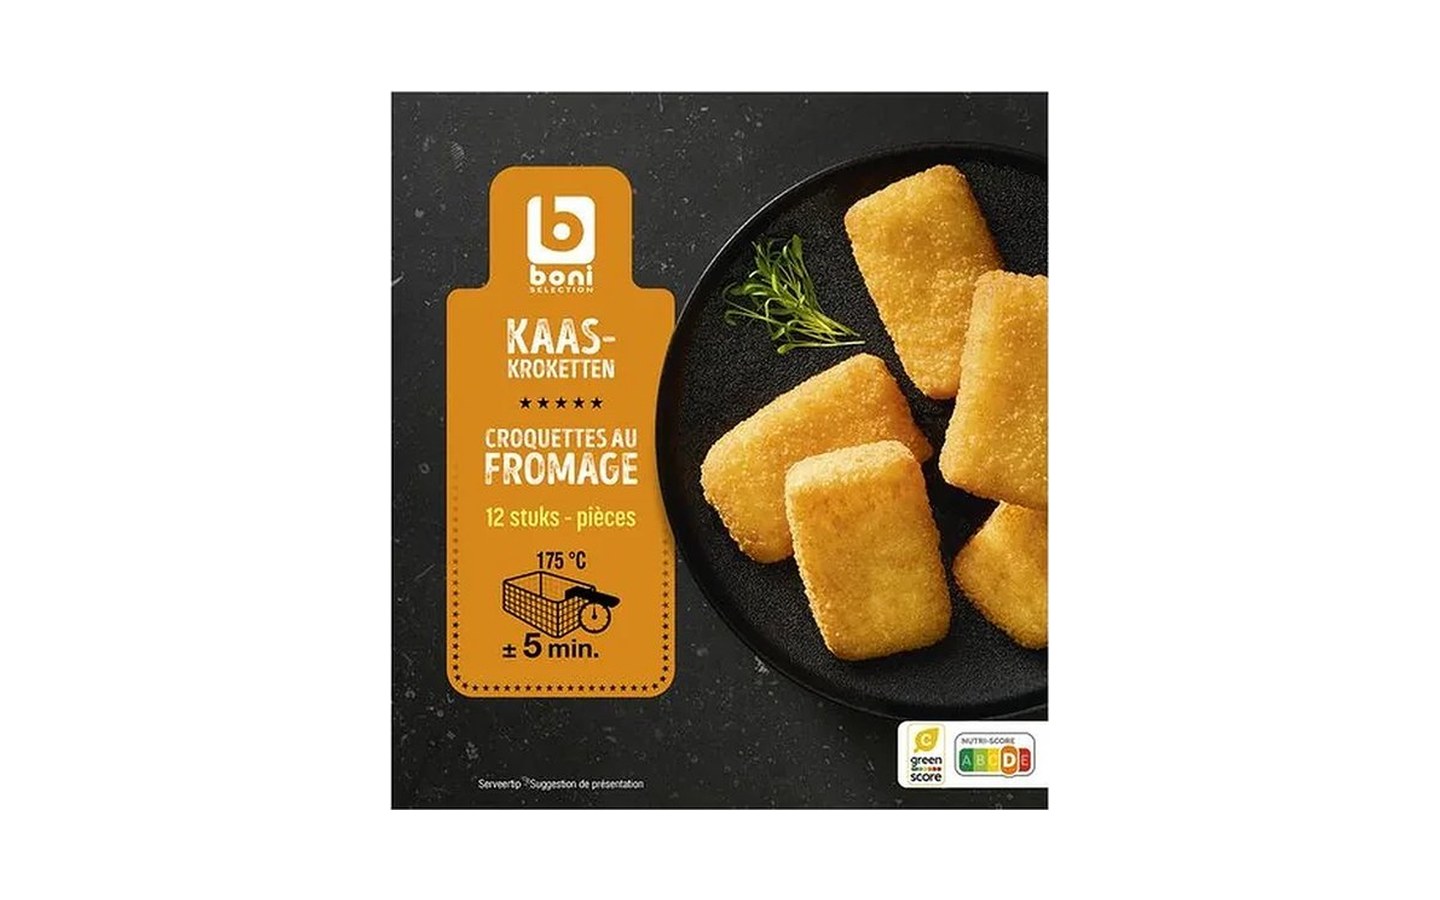 b
boni
SELECTION
KAAS-
KROKETTEN
CROQUETTES AU
FROMAGE
12 stuks - pièces
175 °C
± 5 min.
C
green
score
NUTRI-SCORE
A B C D E
Serveertip Suggestion de présentation